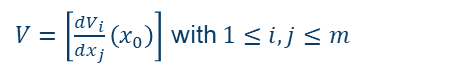 V = [dV_i/dx_j (x_0)] with 1 ≤ i, j ≤ m